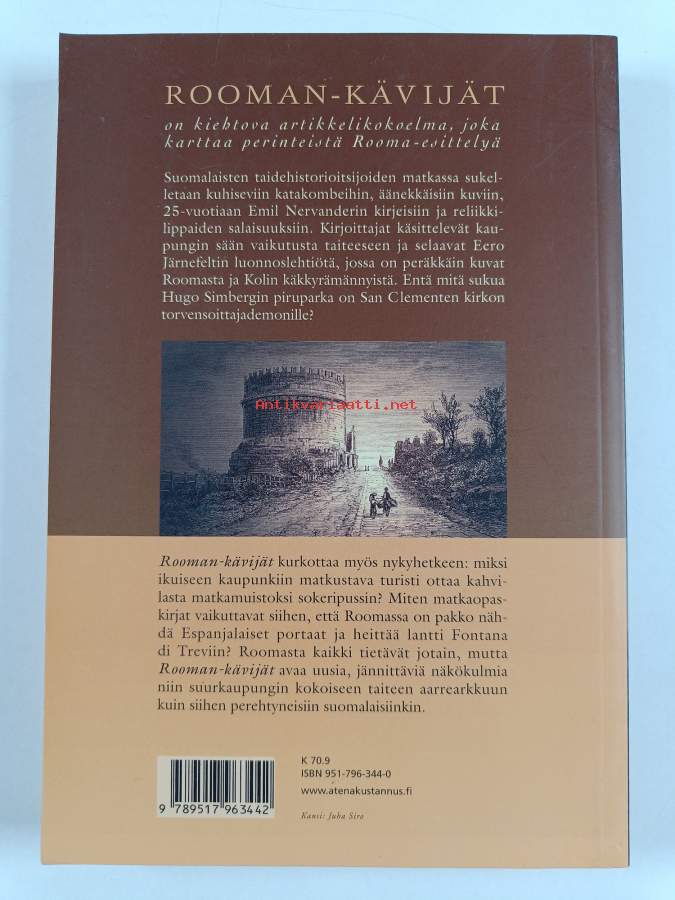 ROOMAN-KÄVIJÄT
on kiehtova artikkelikokoelma, joka
karttaa perinteistä Rooma-esittelyä
Suomalaisten taidehistorioitsijoiden matkassa sukel-
letaan kuhiseviin katakombeihin, äänekkäisiin kuviin,
25-vuotiaan Emil Nervanderin kirjeisiin ja reliikki-
lippaiden salaisuuksiin. Kirjoittajat käsittelevät kau-
pungin sään vaikutusta taiteeseen ja selaavat Eero
Järnefeltin luonnoslehtiötä, jossa on peräkkäin kuvat
Roomasta ja Kolin käkkyrämännyistä. Entä mitä sukua
Hugo Simbergin piruparka on San Clementen kirkon
torvensoittajademonille?
Antikvariaatti.net
Rooman-kävijät kurkottaa myös nykyhetkeen: miksi
ikuiseen kaupunkiin matkustava turisti ottaa kahvi-
lasta matkamuistoksi sokeripussin? Miten matkaopas-
kirjat vaikuttavat siihen, että Roomassa on pakko näh-
dä Espanjalaiset portaat ja heittää lantti Fontana
di Treviin? Roomasta kaikki tietävät jotain, mutta
Rooman-kävijät avaa uusia, jännittäviä näkökulmia
niin suurkaupungin kokoiseen taiteen aarrearkkuun
kuin siihen perehtyneisiin suomalaisiinkin.
K 70.9
ISBN 951-796-344-0
www.atenakustannus.fi
9 789517 963442
Kansi: Juha Siro